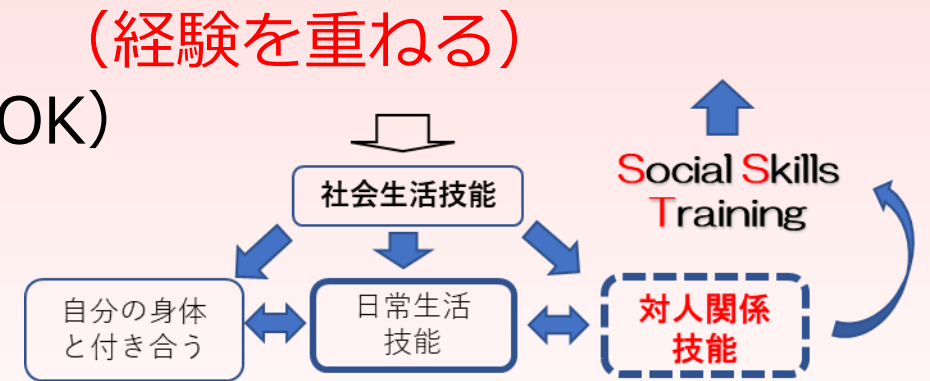 （経験を重ねる）
OK）
社会生活技能
Social Skills
Training
自分の身体
と付き合う
日常生活
技能
対人関係
技能